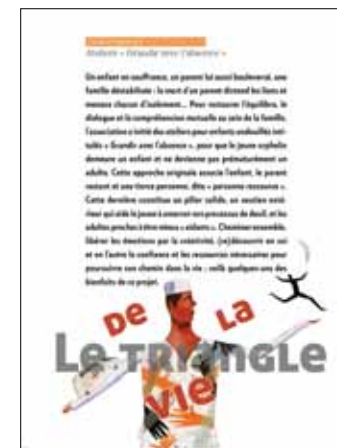 Ateliers « Grandir avec l'absence »
Un enfant en souffrance, un parent lui aussi bouleversé, une
famille déstabilisée : la mort d'un parent distend les liens et
menace chacun d'isolement... Pour restaurer l'équilibre, le
dialogue et la compréhension mutuelle au sein de la famille,
l'association a initié des ateliers pour enfants endeuillés inti-
tulés « Grandir avec l'absence », pour que le jeune orphelin
demeure un enfant et ne devienne pas prématurément un
adulte. Cette approche originale associe l'enfant, le parent
restant et une tierce personne, dite « personne ressource ».
Cette dernière constitue un pilier solide, un soutien exté-
rieur qui aide le jeune à amorcer son processus de deuil, et les
adultes proches à être mieux « aidants ». Cheminer ensemble,
libérer les émotions par la créativité, (re)découvrir en soi
et en l'autre la confiance et les ressources nécessaires pour
poursuivre son chemin dans la vie : voilà quelques-uns des
bienfaits de ce projet.
De La
Le TRIANGLE
Vie